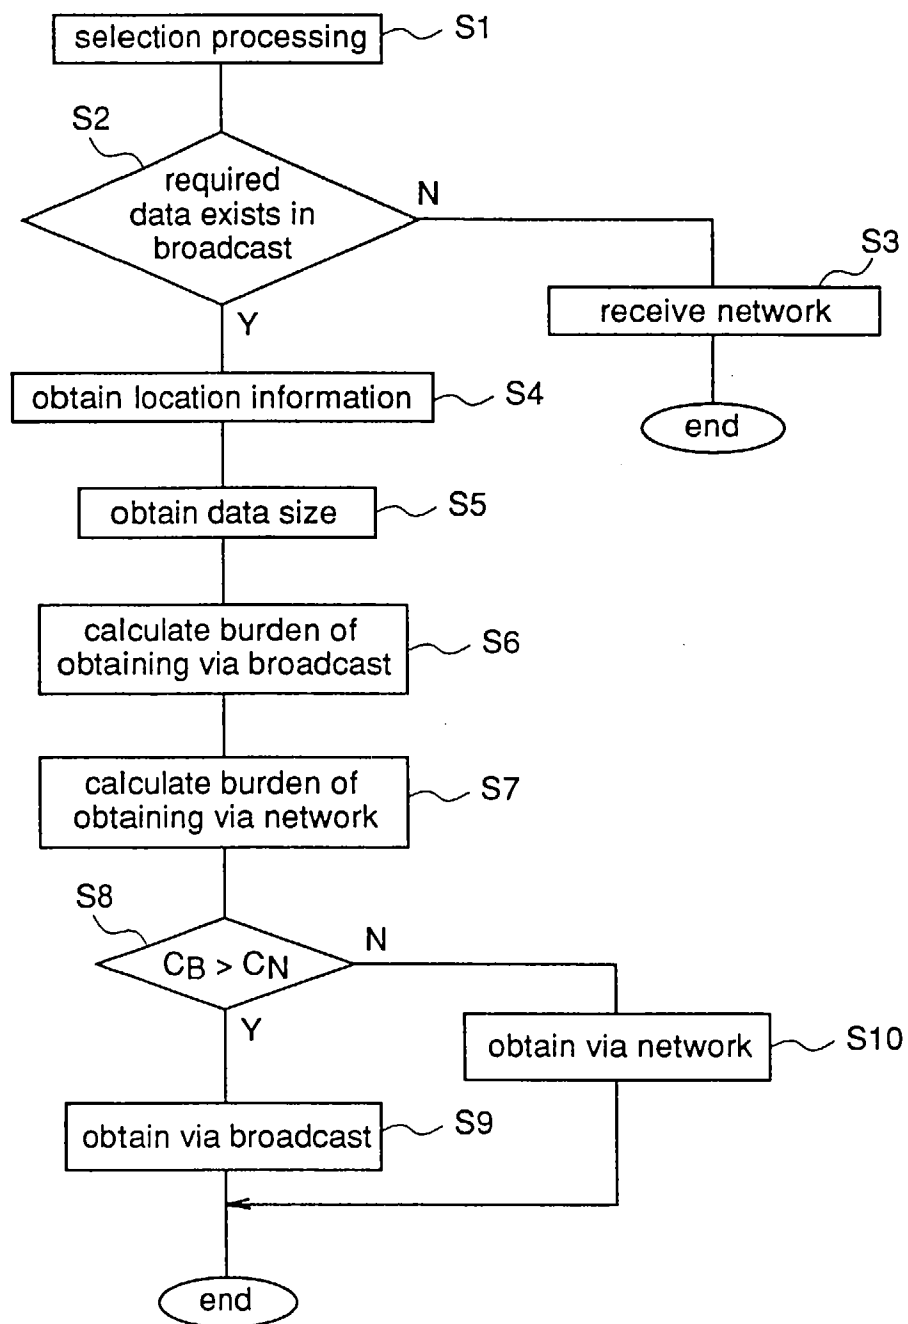 selection processing
S1
S2
required
data exists in
broadcast
N
Y
S3
receive network
end
obtain location information
S4
obtain data size
S5
calculate burden of
obtaining via broadcast
S6
calculate burden of
obtaining via network
S7
S8
CB > CN
N
Y
obtain via network
S10
obtain via broadcast
S9
end